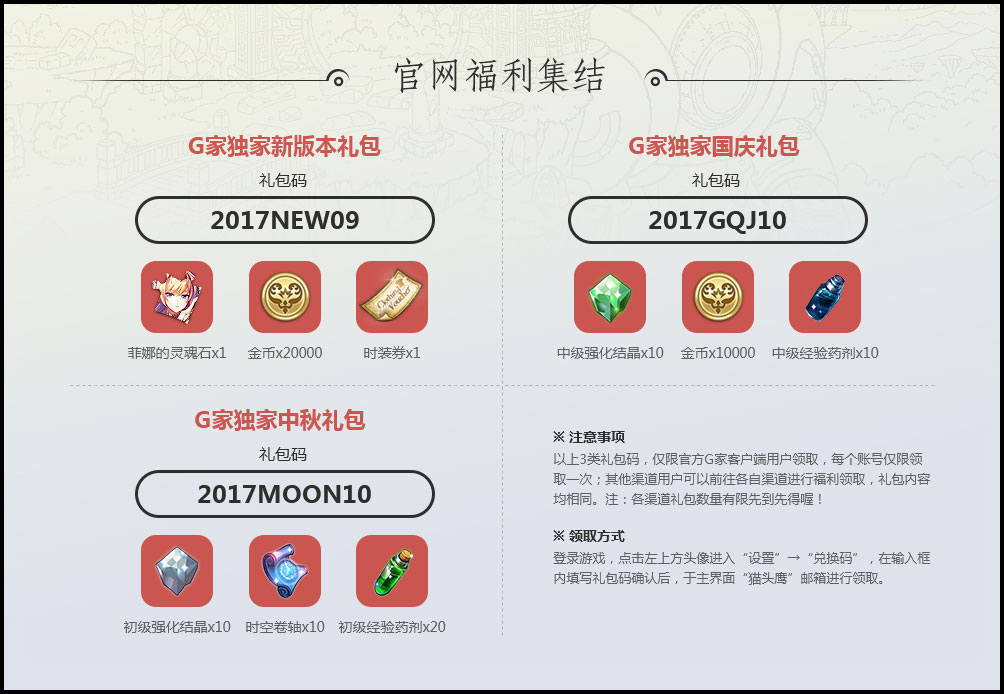 官网福利集结
G家独家新版本礼包
礼包码
2017NEW09
Clothing
Voucher
菲娜的灵魂石x1
金币x20000
时装券x1
G家独家国庆礼包
礼包码
2017GQJ10
中级强化结晶x10
金币x10000
中级经验药剂x10
G家独家中秋礼包
礼包码
2017MOON10
初级强化结晶x10
时空卷轴x10
初级经验药剂x20
※ 注意事项
以上3类礼包码，仅限官方G家客户端用户领取，每个账号仅限领
取一次；其他渠道用户可以前往各自渠道进行福利领取，礼包内容
均相同。注：各渠道礼包数量有限先到先得喔！
※ 领取方式
登录游戏，点击左上方头像进入“设置”→“兑换码”，在输入框
内填写礼包码确认后，于主界面“猫头鹰”邮箱进行领取。